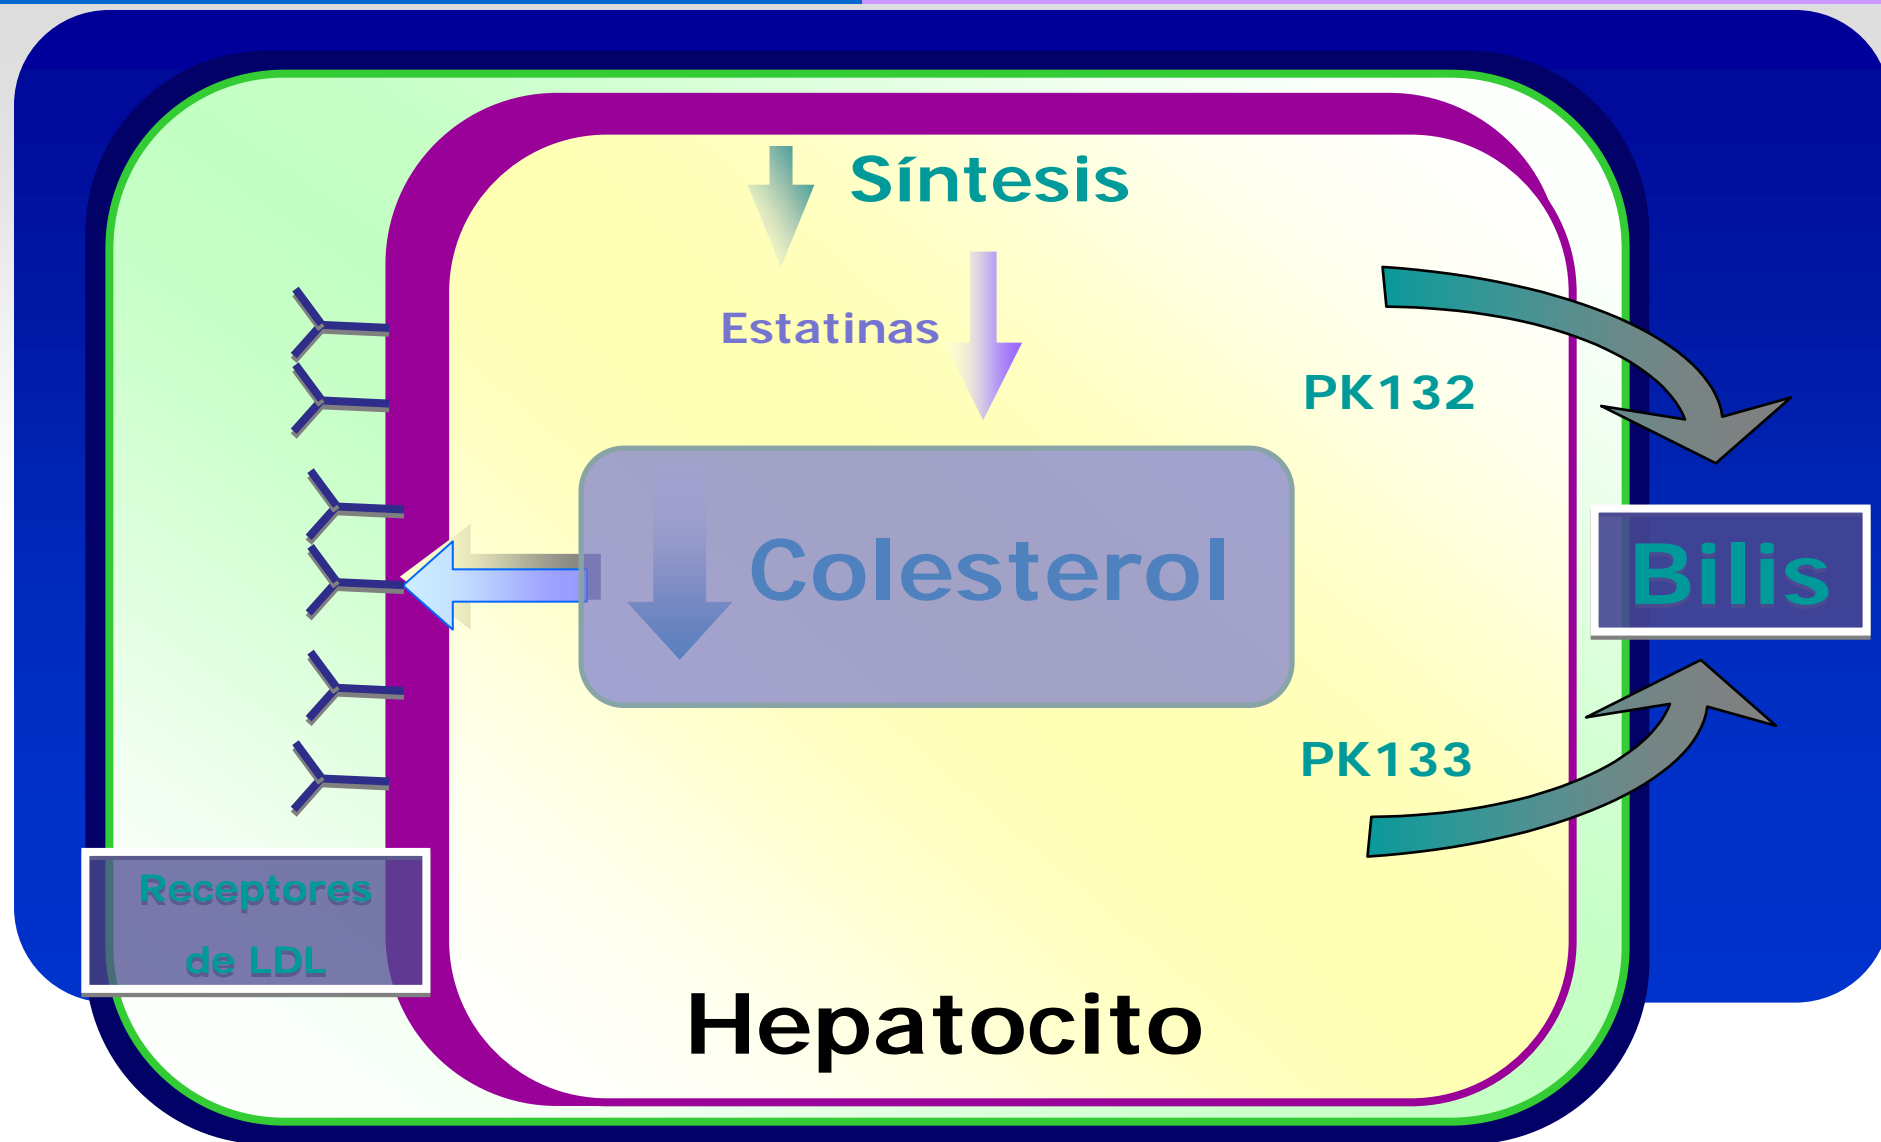 Síntesis
Estatinas
PK132
Colesterol
Bilis
PK133
Receptores
de LDL
Hepatocito